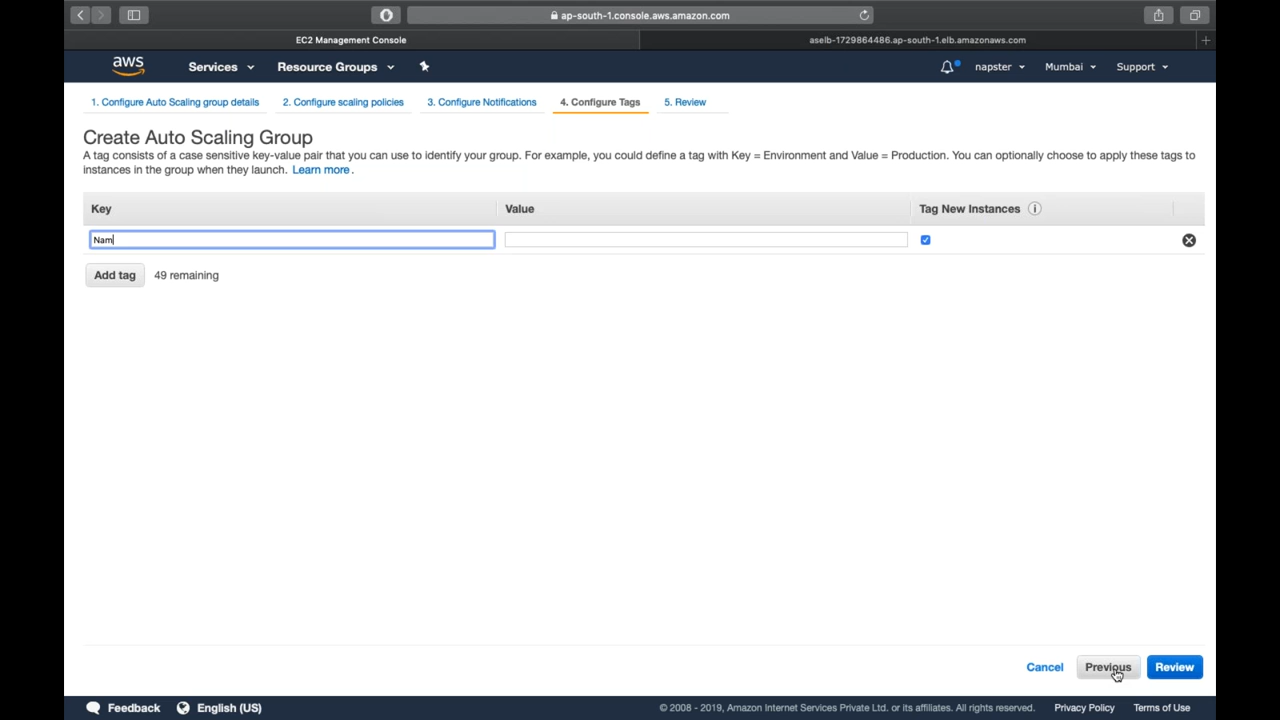 ap-south-1.console.aws.amazon.com
EC2 Management Console
aselb-1729864486.ap-south-1.elb.amazonaws.com
aws
Services
Resource Groups
napster
Mumbai
Support
1. Configure Auto Scaling group details
2. Configure scaling policies
3. Configure Notifications
4. Configure Tags
5. Review
Create Auto Scaling Group
A tag consists of a case sensitive key-value pair that you can use to identify your group. For example, you could define a tag with Key = Environment and Value = Production. You can optionally choose to apply these tags to
instances in the group when they launch. Learn more.
Key
Value
Tag New Instances
Nam
Add tag
49 remaining
Cancel
Previous
Review
Feedback
English (US)
© 2008 - 2019, Amazon Internet Services Private Ltd. or its affiliates. All rights reserved.
Privacy Policy
Terms of Use